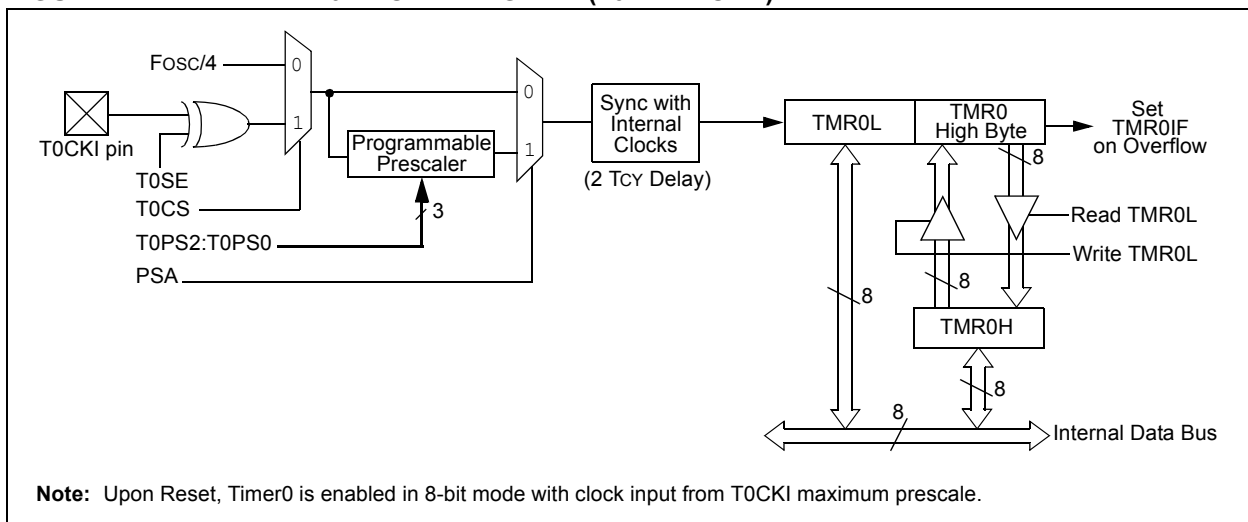 Fosc/4
0
1
T0CKI pin
T0SE
T0CS
T0PS2:T0PS0
PSA
Programmable
Prescaler
3
0
1
Sync with
Internal
Clocks
(2 TCY Delay)
TMR0L
TMR0
High Byte
Set
TMR0IF
on Overflow
8
Read TMR0L
Write TMR0L
8
8
TMR0H
8
8
Internal Data Bus
Note: Upon Reset, Timer0 is enabled in 8-bit mode with clock input from T0CKI maximum prescale.